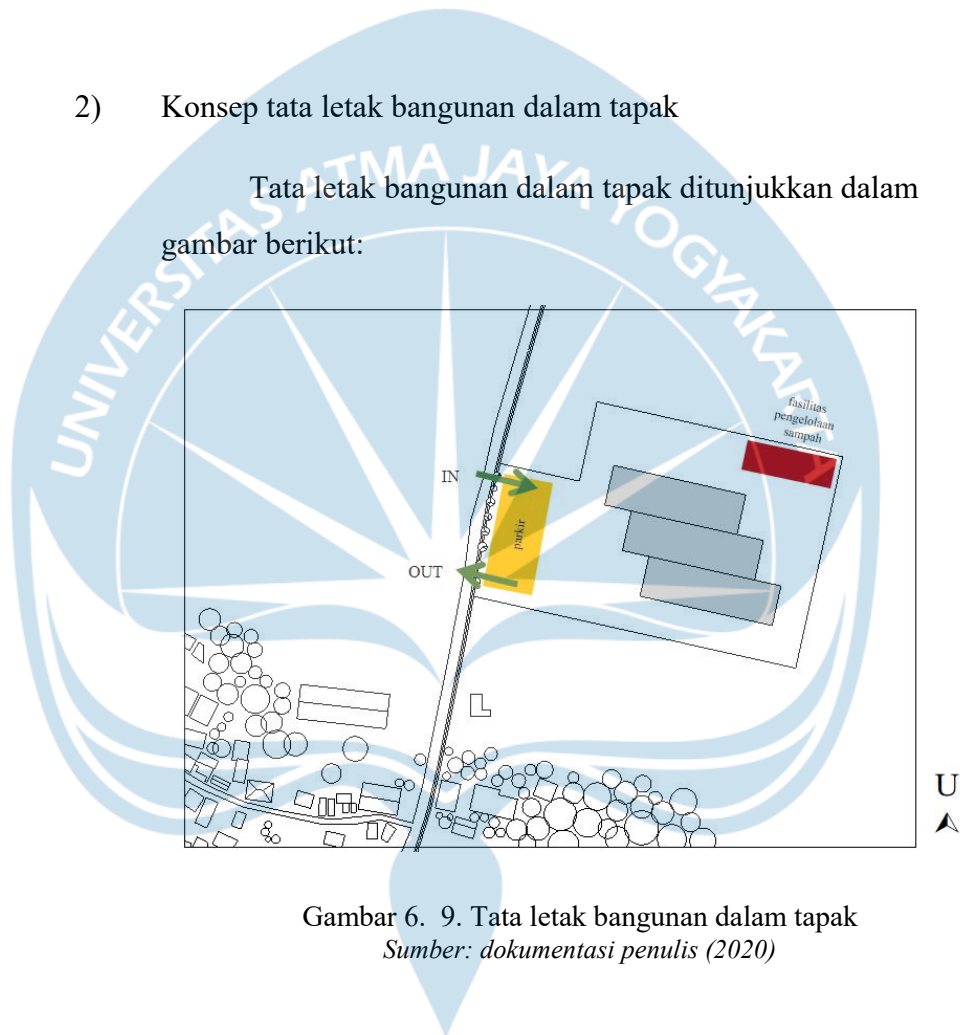 2) Konsep tata letak bangunan dalam tapak
Tata letak bangunan dalam tapak ditunjukkan dalam
gambar berikut:
UNIVERSITAS ATMA JAYA YOGYAKARTA
fasilitas
pengelolaan
sampah
IN
parkir
OUT
U
Gambar 6. 9. Tata letak bangunan dalam tapak
Sumber: dokumentasi penulis (2020)